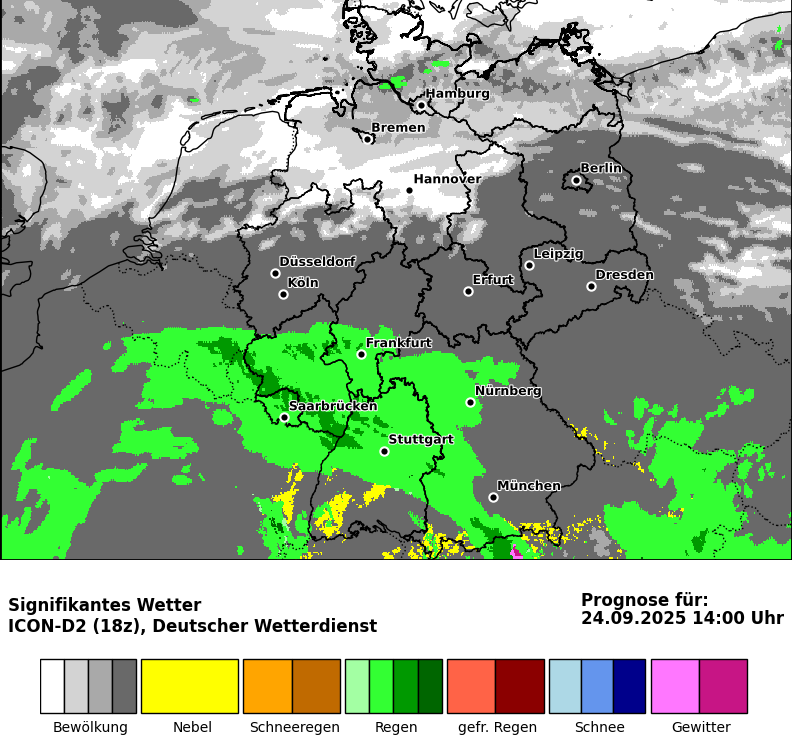 Hamburg
Bremen
Berlin
Hannover
Düsseldorf
Leipzig
Köln
Erfurt
Dresden
Frankfurt
Nürnberg
Saarbrücken
Stuttgart
München
Signifikantes Wetter
ICON-D2 (18z), Deutscher Wetterdienst
Prognose für:
24.09.2025 14:00 Uhr
Bewölkung
Nebel
Schneeregen
Regen
gefr. Regen
Schnee
Gewitter